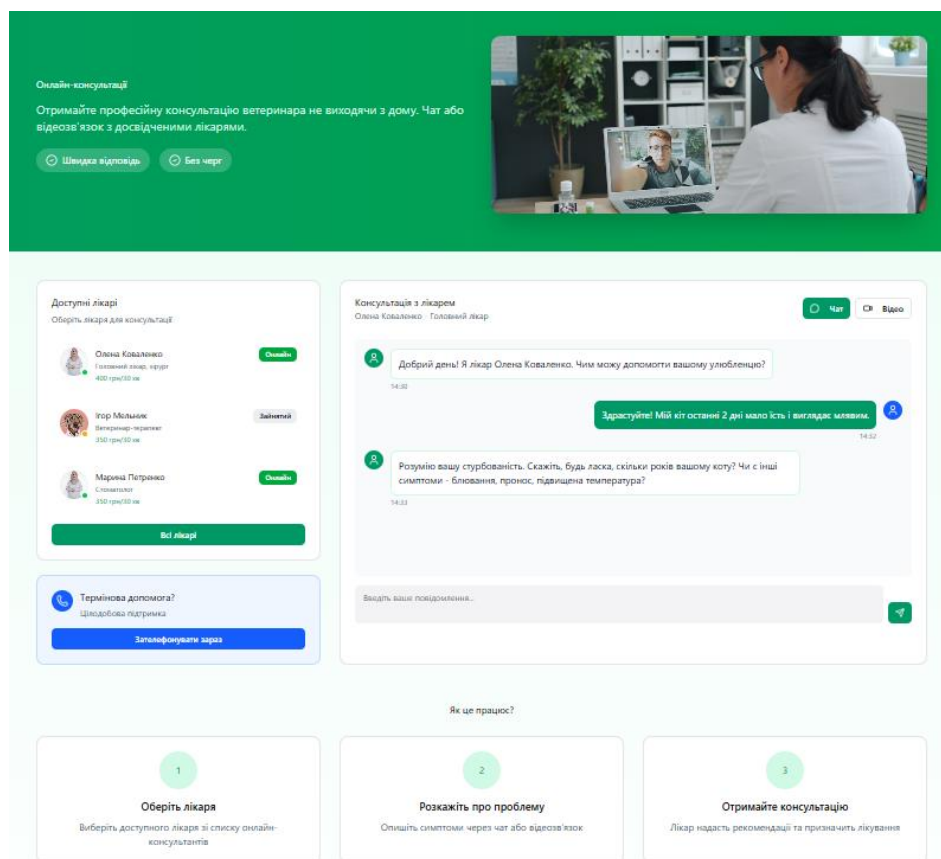 Онлайн-консультації
Отримайте професійну консультацію ветеринара не виходячи з дому. Чат або
відеозв'язок з досвідченими лікарями.
Швидка відповідь
Без черг
Доступні лікарі
Оберіть лікаря для консультації
Олена Коваленко
Онлайн
Головний лікар, хірург
400 грн/30 хв
Ігор Мельник
Зайнятий
Ветеринар-терапевт
350 грн/30 хв
Марина Петренко
Онлайн
Стоматолог
350 грн/30 хв
Всі лікарі
Термінова допомога?
Цілодобова підтримка
Зателефонувати зараз
Консультація з лікарем
Олена Коваленко Головний лікар
Чат
Відео
Добрий день! Я лікар Олена Коваленко. Чим можу допомогти вашому улюбленцю?
14:30
Здраcтуйте! Мій кіт останні 2 дні мало їсть і виглядає млявим.
14:32
Розумію вашу стурбованість. Скажіть, будь ласка, скільки років вашому коту? Чи є інші
симптоми - блювання, пронос, підвищена температура?
14:33
Введіть ваше повідомлення...
Як це працює?
1
Оберіть лікаря
Виберіть доступного лікаря зі списку онлайн-
консультантів
2
Розкажіть про проблему
Опишіть симптоми через чат або відеозв'язок
3
Отримайте консультацію
Лікар надасть рекомендації та призначить лікування